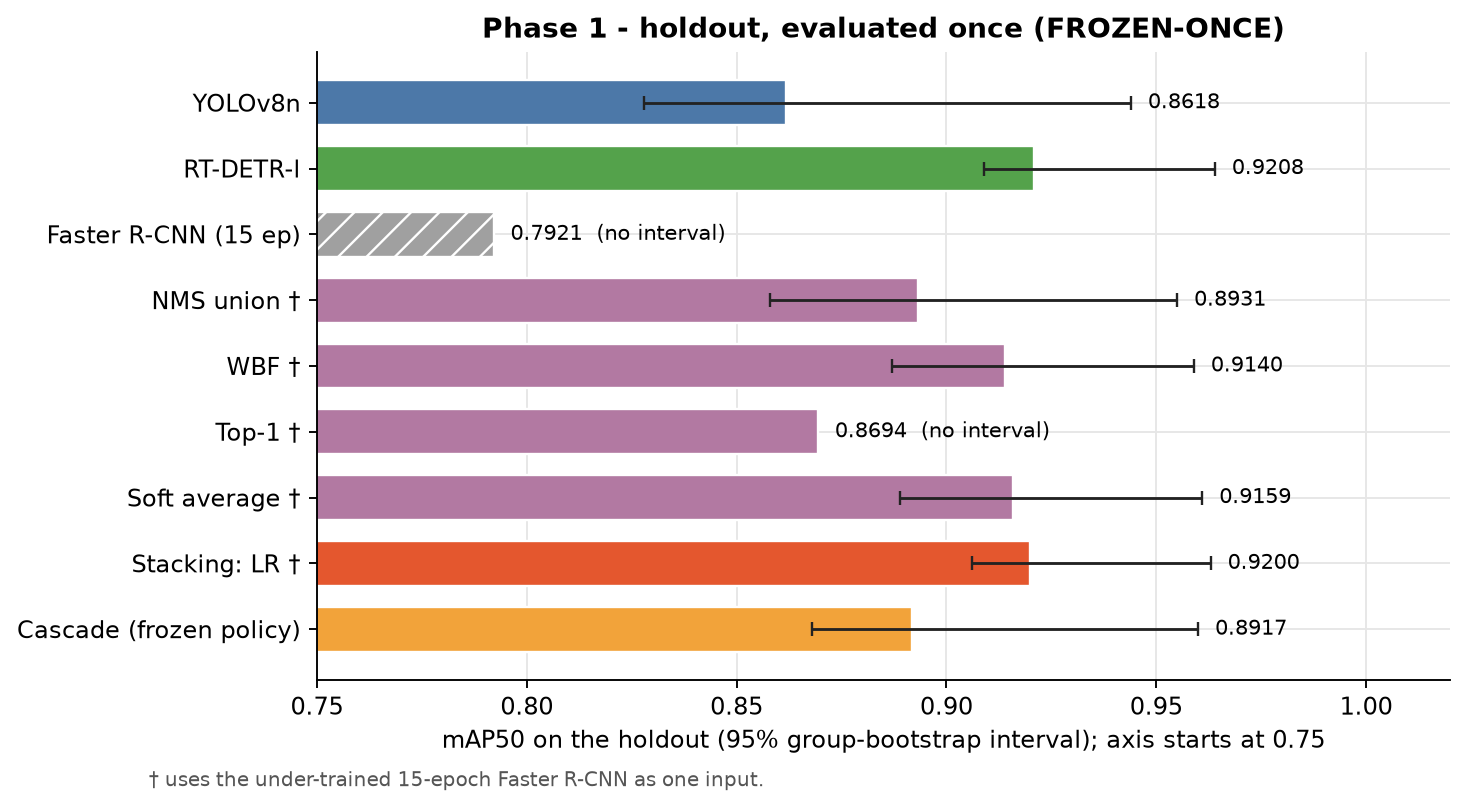 Phase 1 - holdout, evaluated once (FROZEN-ONCE)
YOLOv8n
0.8618
RT-DETR-l
0.9208
Faster R-CNN (15 ep)
0.7921 (no interval)
NMS union †
0.8931
WBF †
0.9140
Top-1 †
0.8694 (no interval)
Soft average †
0.9159
Stacking: LR †
0.9200
Cascade (frozen policy)
0.8917
0.75 0.80 0.85 0.90 0.95 1.00
mAP50 on the holdout (95% group-bootstrap interval); axis starts at 0.75
† uses the under-trained 15-epoch Faster R-CNN as one input.